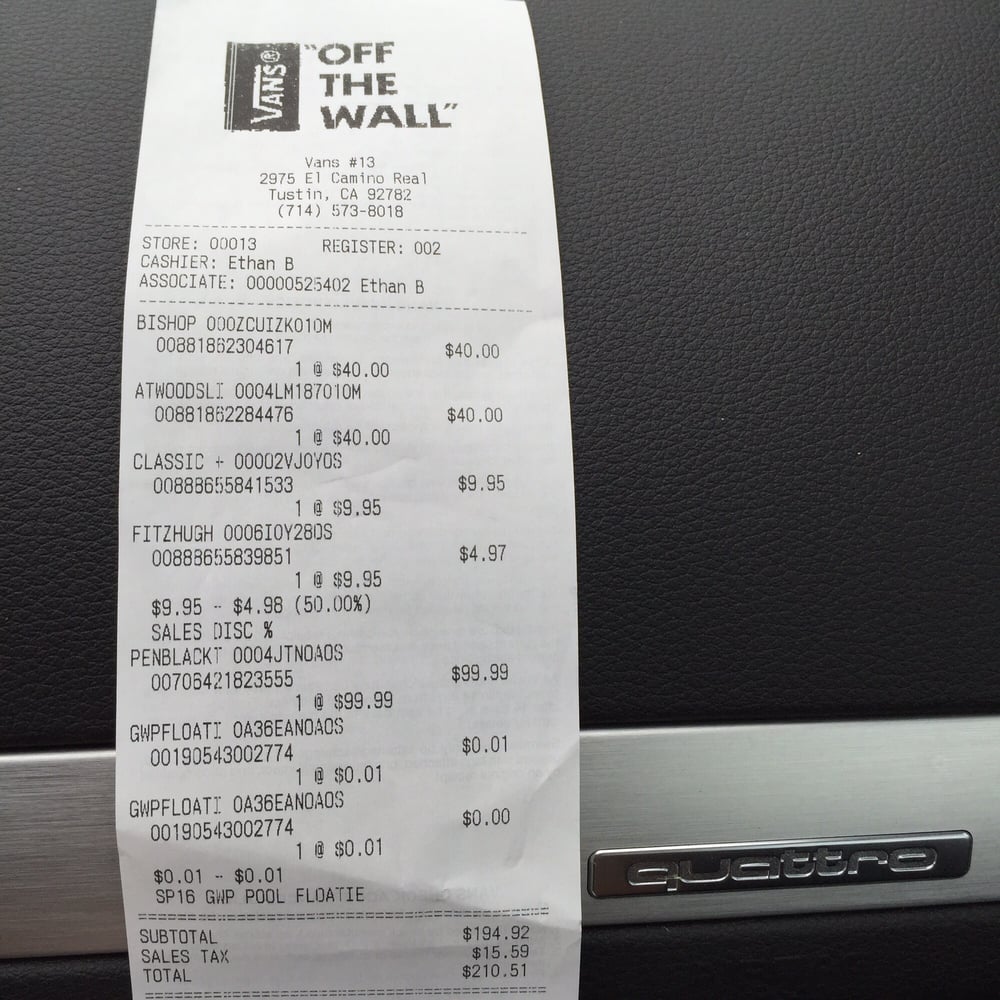 VANS® "OFF
THE
WALL"
Vans #13
2975 El Camino Real
Tustin, CA 92782
(714) 573-8018
STORE: 00013 REGISTER: 002
CASHIER: Ethan B
ASSOCIATE: 00000525402 Ethan B
BISHOP 000ZCUIZK010M
00881862304617 $40.00
1 @ $40.00
ATWOODSLI 0004LM187010M
00881862284476 $40.00
1 @ $40.00
CLASSIC + 00002VJ0Y0S
00888655841533 $9.95
1 @ $9.95
FITZHUGH 0006I0Y280S
00888655839851 $4.97
1 @ $9.95
$9.95 - $4.98 (50.00%)
SALES DISC %
PENBLACKT 0004JTN0A0S
00706421823555 $99.99
1 @ $99.99
GWPFLOATI 0A36EAN0A0S
00190543002774 $0.01
1 @ $0.01
GWPFLOATI 0A36EAN0A0S
00190543002774 $0.00
1 @ $0.01
$0.01 - $0.01
SP16 GWP POOL FLOATIE
SUBTOTAL $194.92
SALES TAX $15.59
TOTAL $210.51
quattro